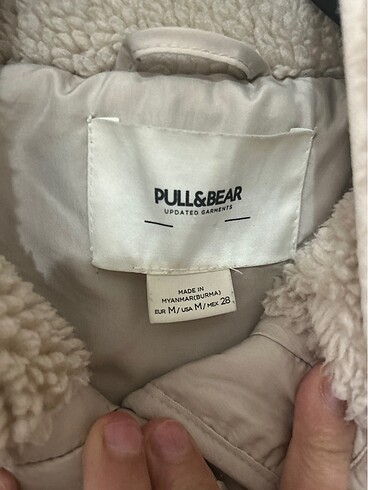 PULL&BEAR
UPDATED GARMENTS
MADE IN
MYANMAR(BURMA)
EUR M/USA M/MEX 28